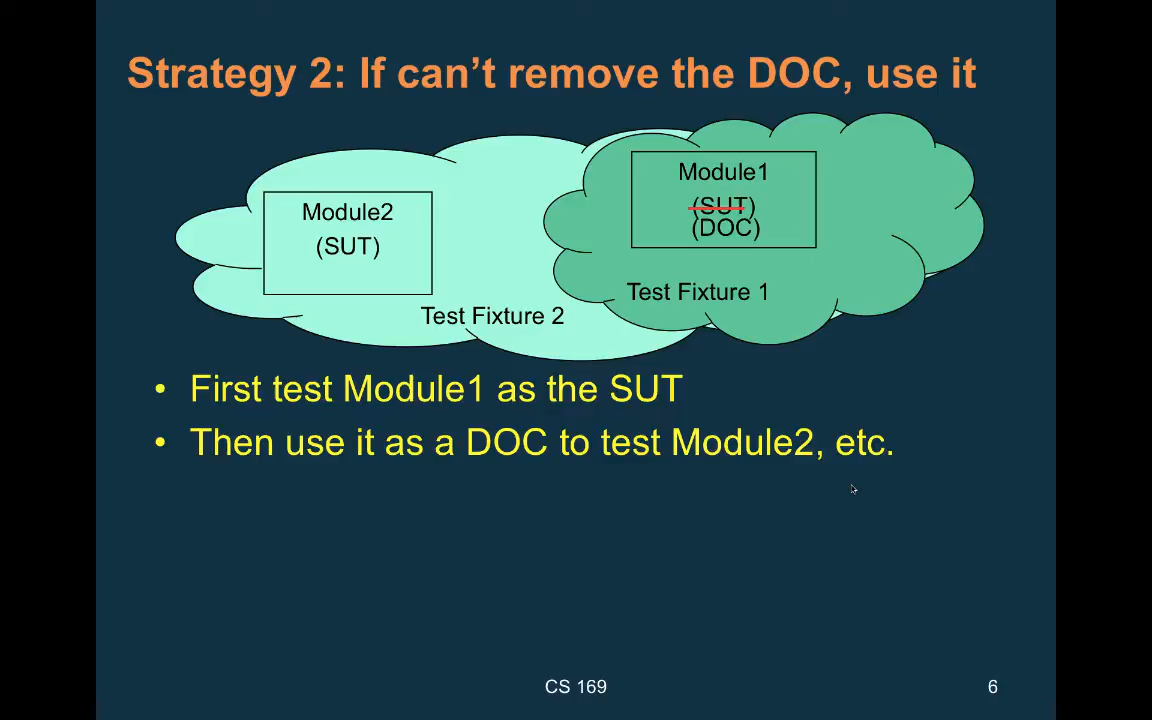 Strategy 2: If can’t remove the DOC, use it
Module1
(SUT)
(DOC)
Module2
(SUT)
Test Fixture 1
Test Fixture 2
• First test Module1 as the SUT
• Then use it as a DOC to test Module2, etc.
CS 169
6